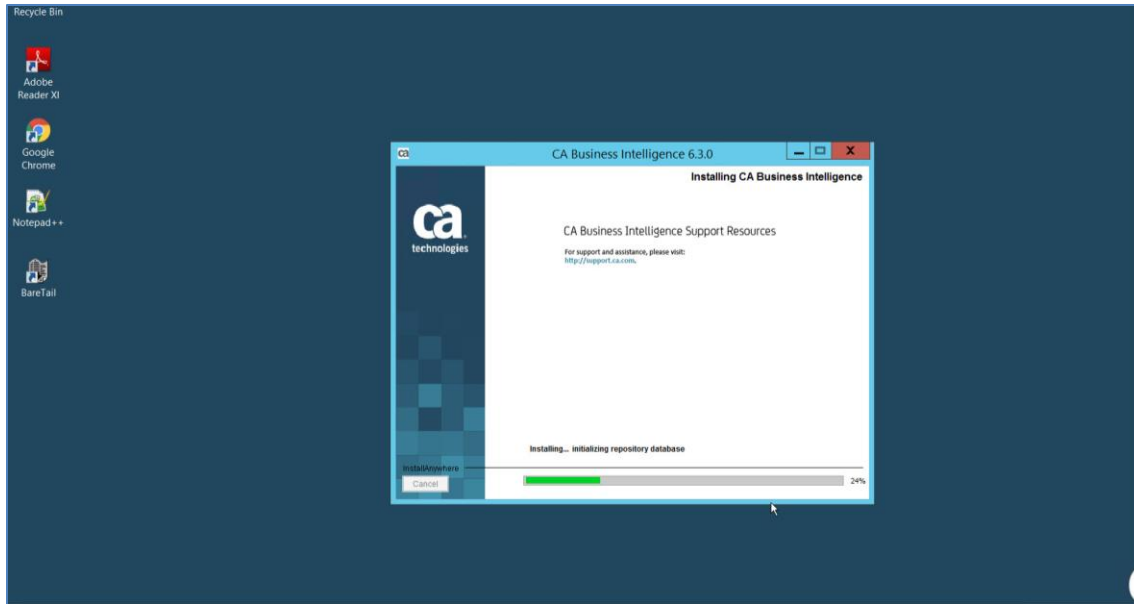 Recycle Bin
Adobe
Reader XI
Google
Chrome
Notepad++
BareTail
ca
CA Business Intelligence 6.3.0
X
Installing CA Business Intelligence
ca
technologies
CA Business Intelligence Support Resources
For support and assistance, please visit:
http://support.ca.com.
Installing... initializing repository database
InstallAnywhere
Cancel
24%